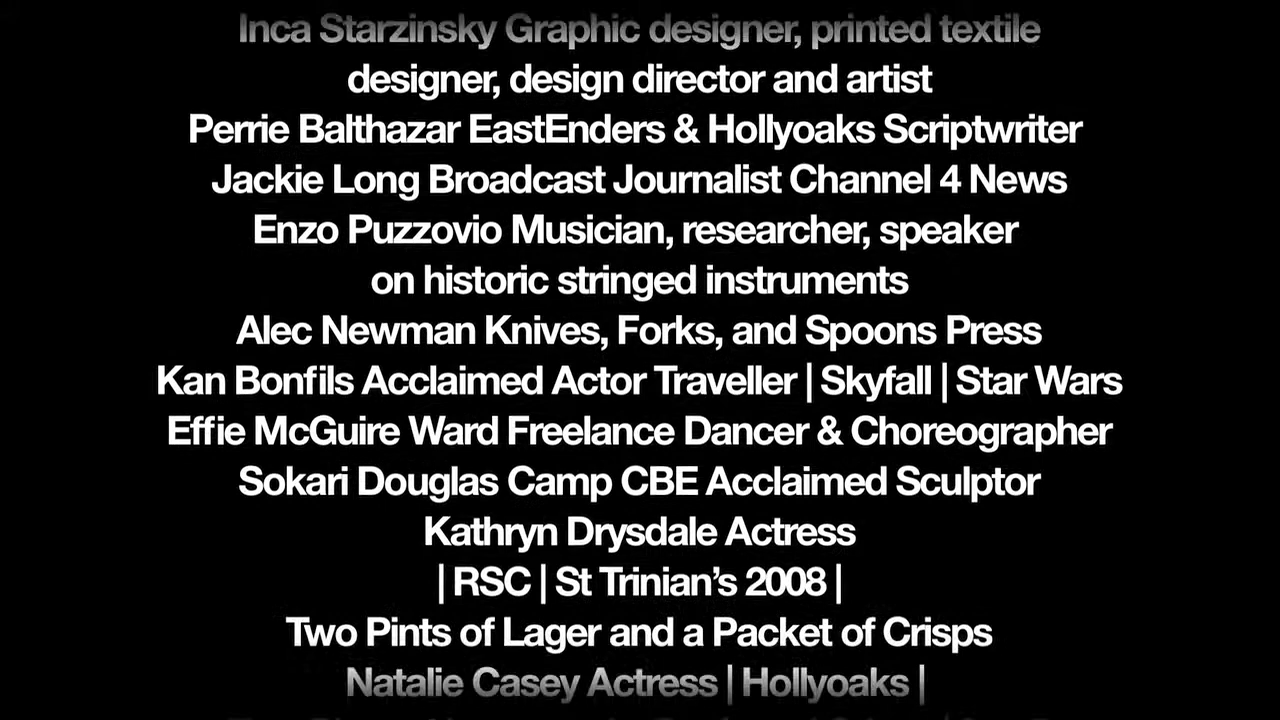 Inca Starzinsky Graphic designer, printed textile
designer, design director and artist
Perrie Balthazar EastEnders & Hollyoaks Scriptwriter
Jackie Long Broadcast Journalist Channel 4 News
Enzo Puzzovio Musician, researcher, speaker
on historic stringed instruments
Alec Newman Knives, Forks, and Spoons Press
Kan Bonfils Acclaimed Actor Traveller | Skyfall | Star Wars
Effie McGuire Ward Freelance Dancer & Choreographer
Sokari Douglas Camp CBE Acclaimed Sculptor
Kathryn Drysdale Actress
| RSC | St Trinian’s 2008 |
Two Pints of Lager and a Packet of Crisps
Natalie Casey Actress | Hollyoaks |